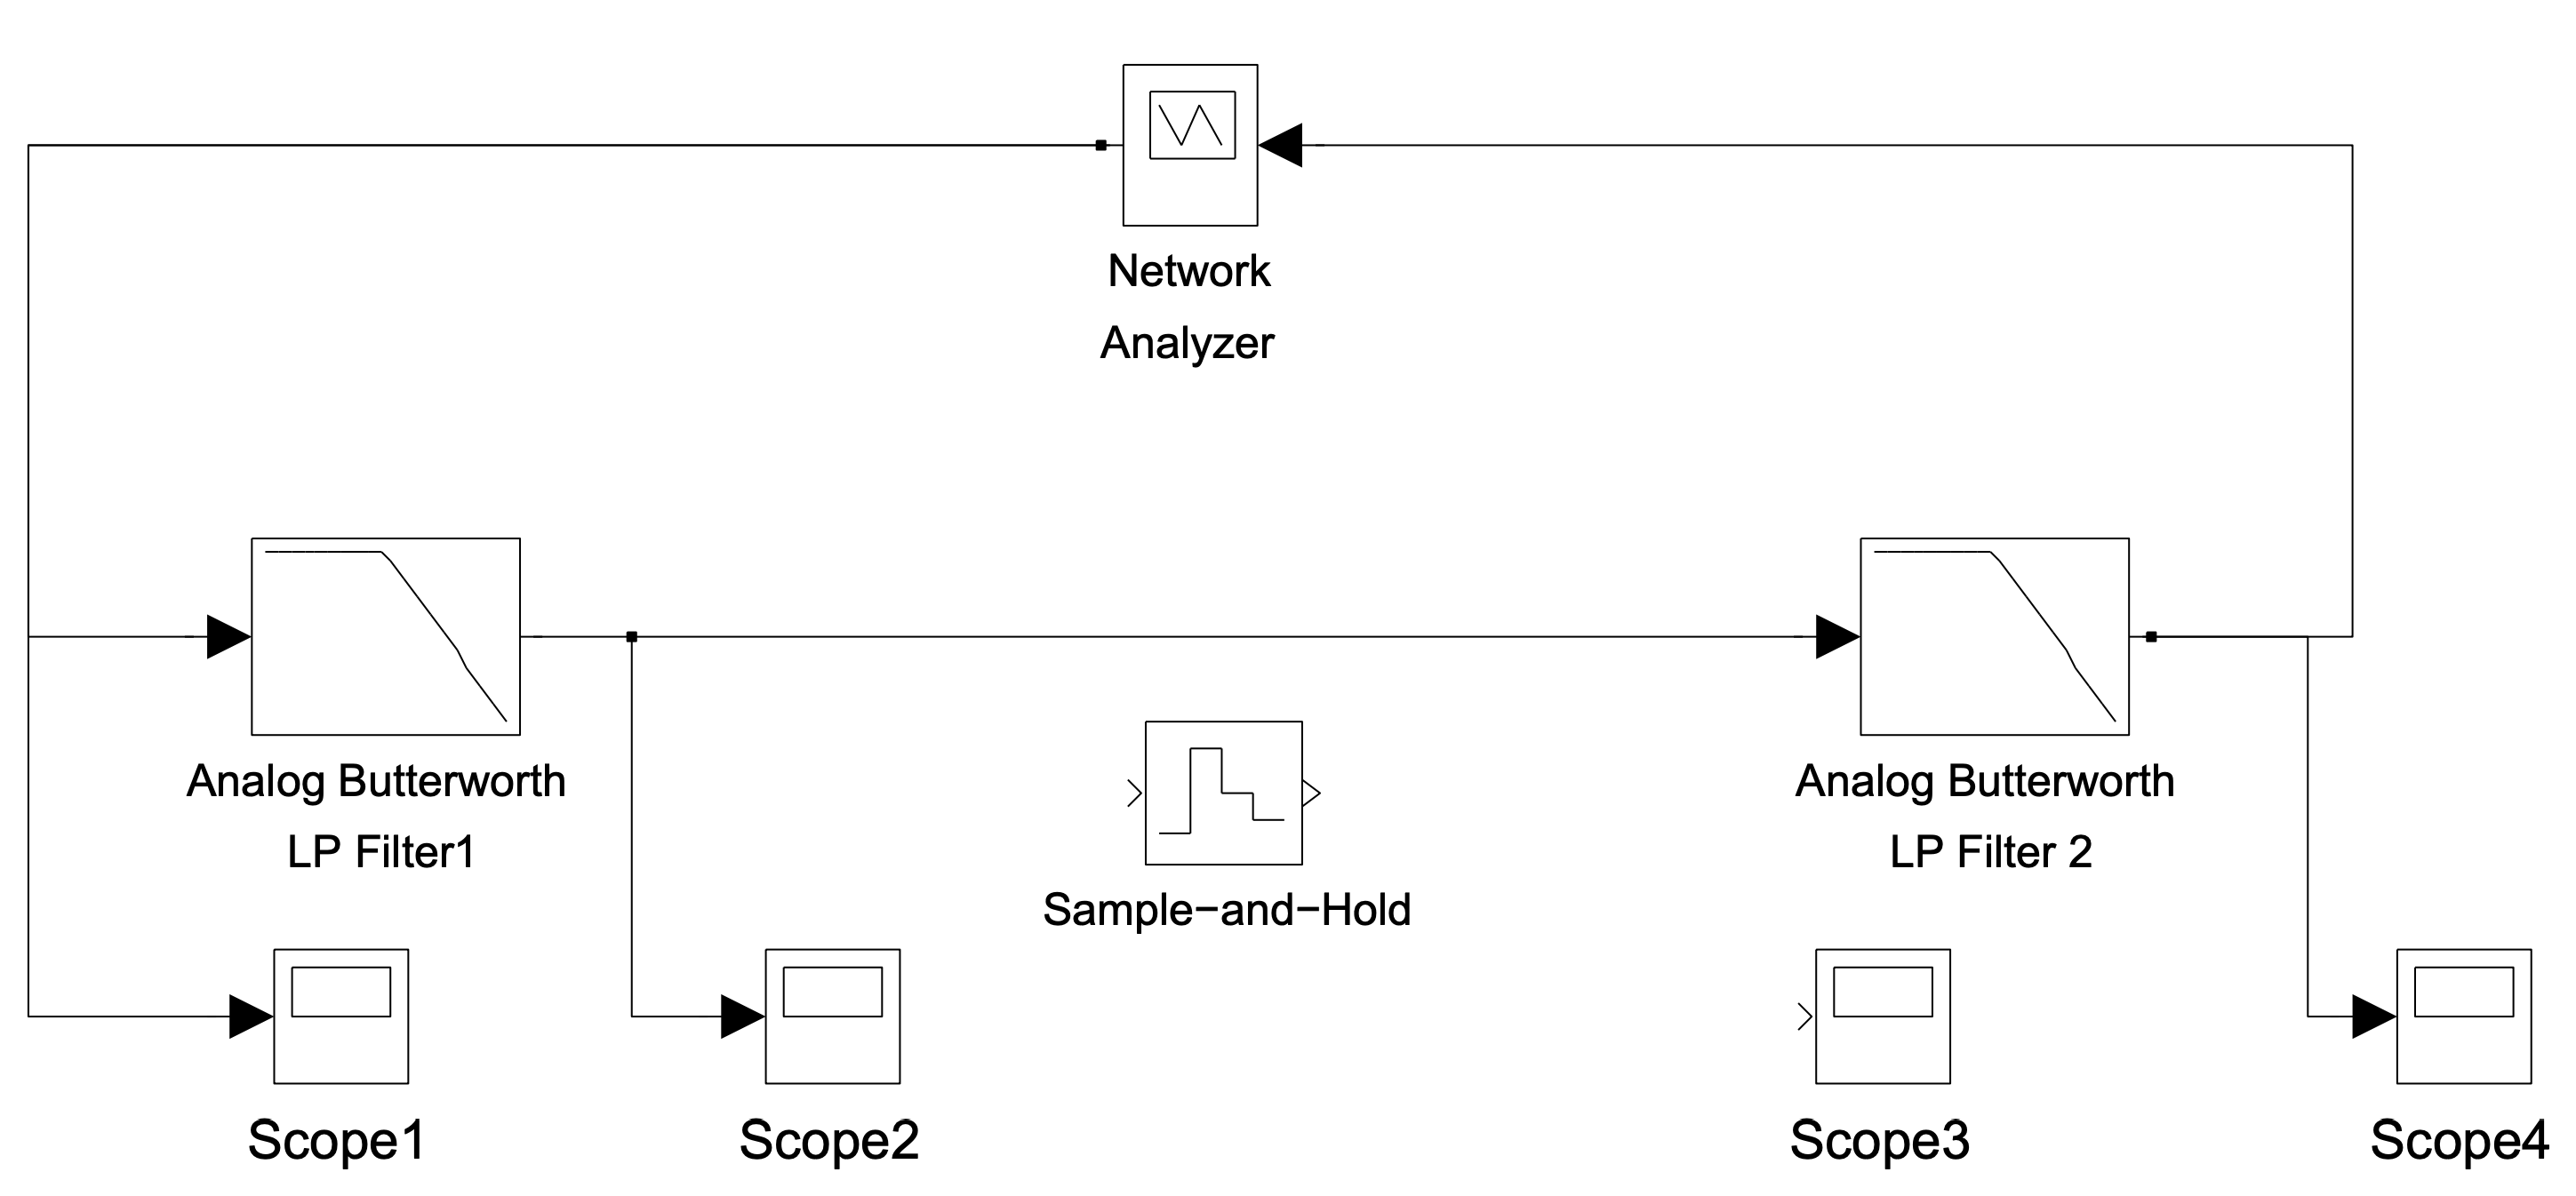 Network
Analyzer
Analog Butterworth
LP Filter1
Analog Butterworth
LP Filter 2
Sample−and−Hold
Scope1
Scope2
Scope3
Scope4